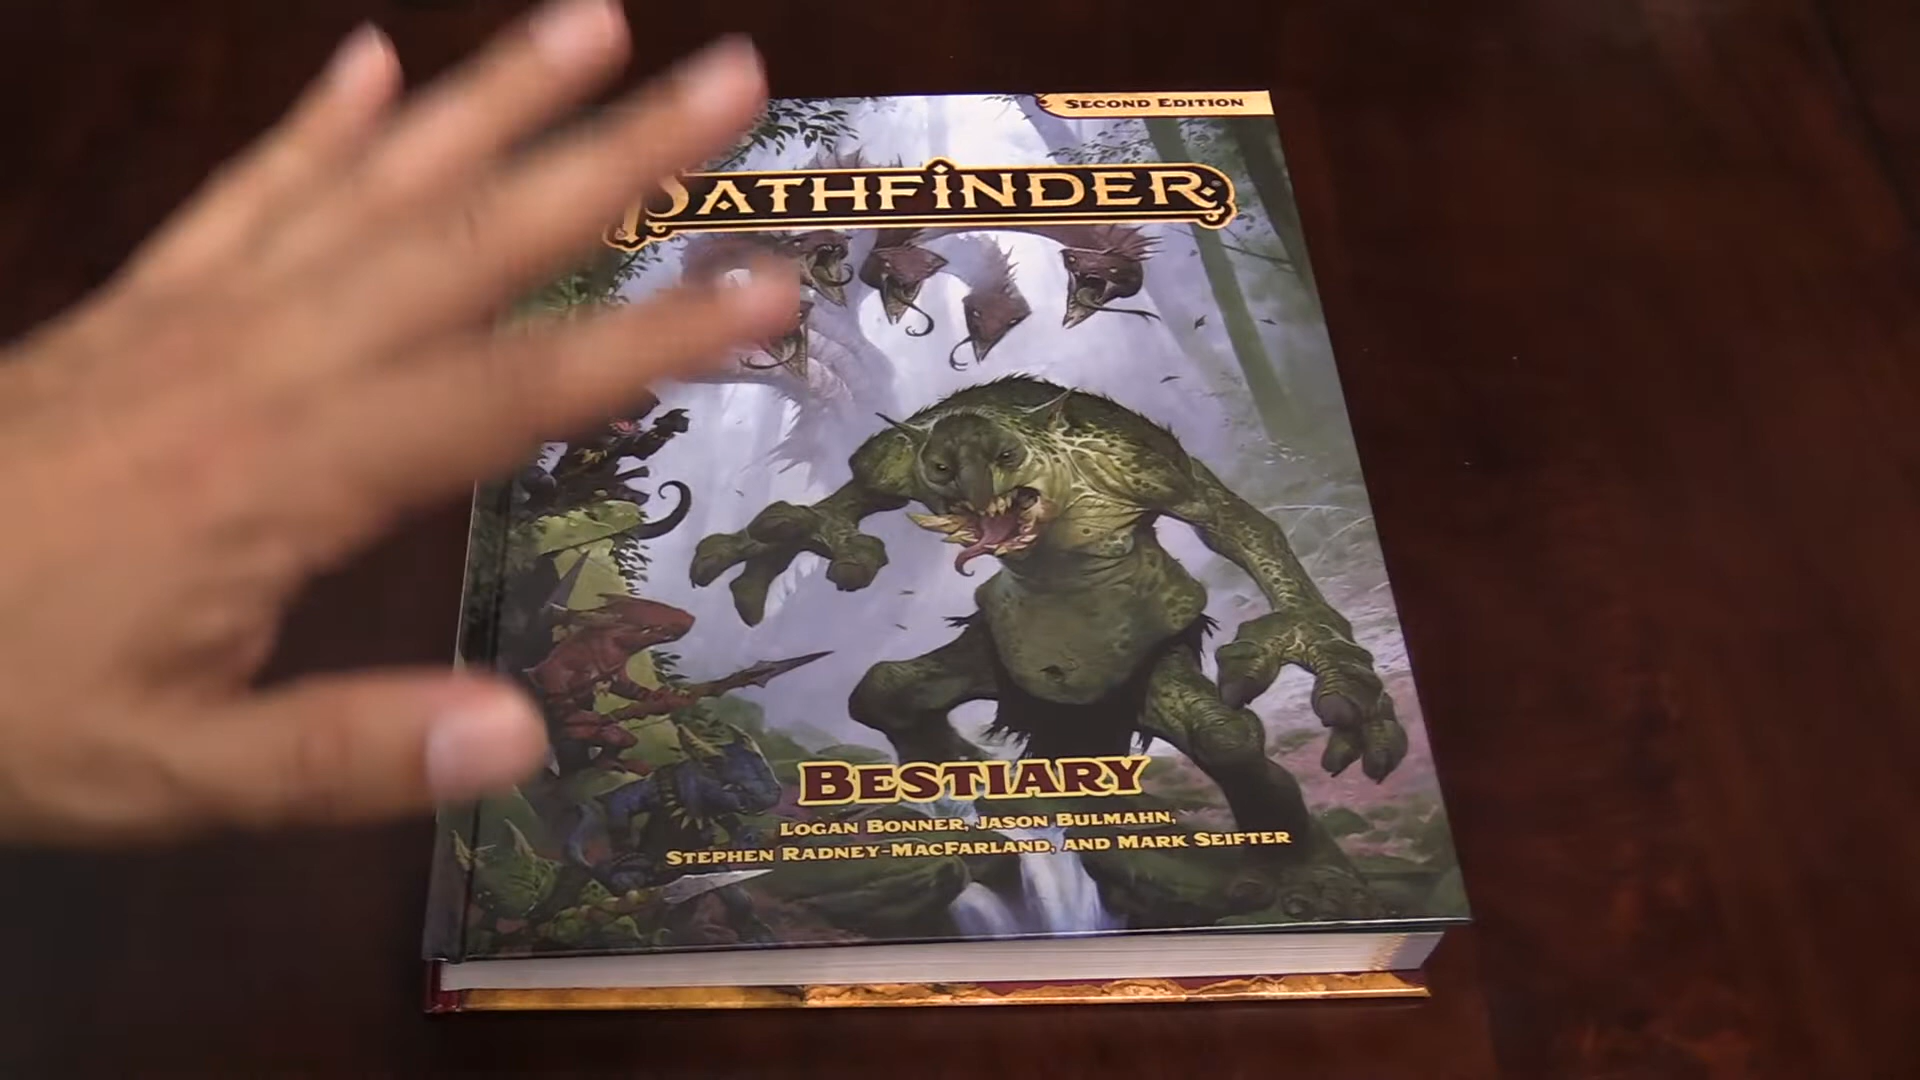 SECOND EDITION
PATHFINDER
BESTIARY
LOGAN BONNER, JASON BULMAHN,
STEPHEN RADNEY-MACFARLAND, AND MARK SEIFTER